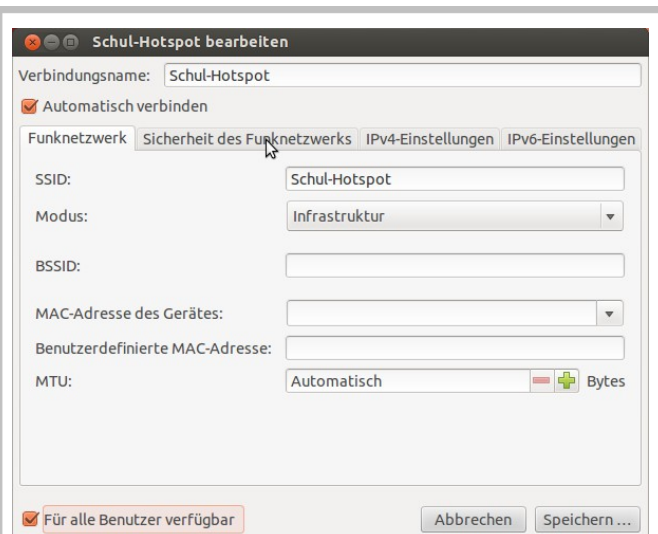 Schul-Hotspot bearbeiten
Verbindungsname: Schul-Hotspot
Automatisch verbinden
Funknetzwerk Sicherheit des Funknetzwerks IPv4-Einstellungen IPv6-Einstellungen
SSID: Schul-Hotspot
Modus: Infrastruktur
BSSID:
MAC-Adresse des Gerätes:
Benutzerdefinierte MAC-Adresse:
MTU: Automatisch Bytes
Für alle Benutzer verfügbar Abbrechen Speichern ...